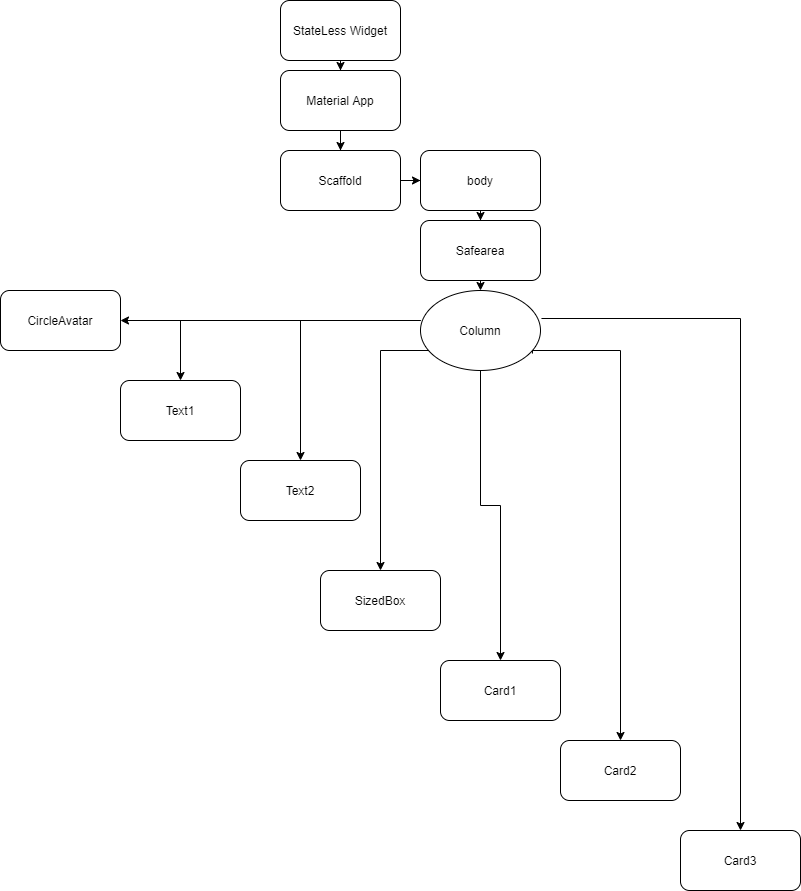 StateLess Widget
Material App
Scaffold
body
Safearea
CircleAvatar
Column
Text1
Text2
SizedBox
Card1
Card2
Card3